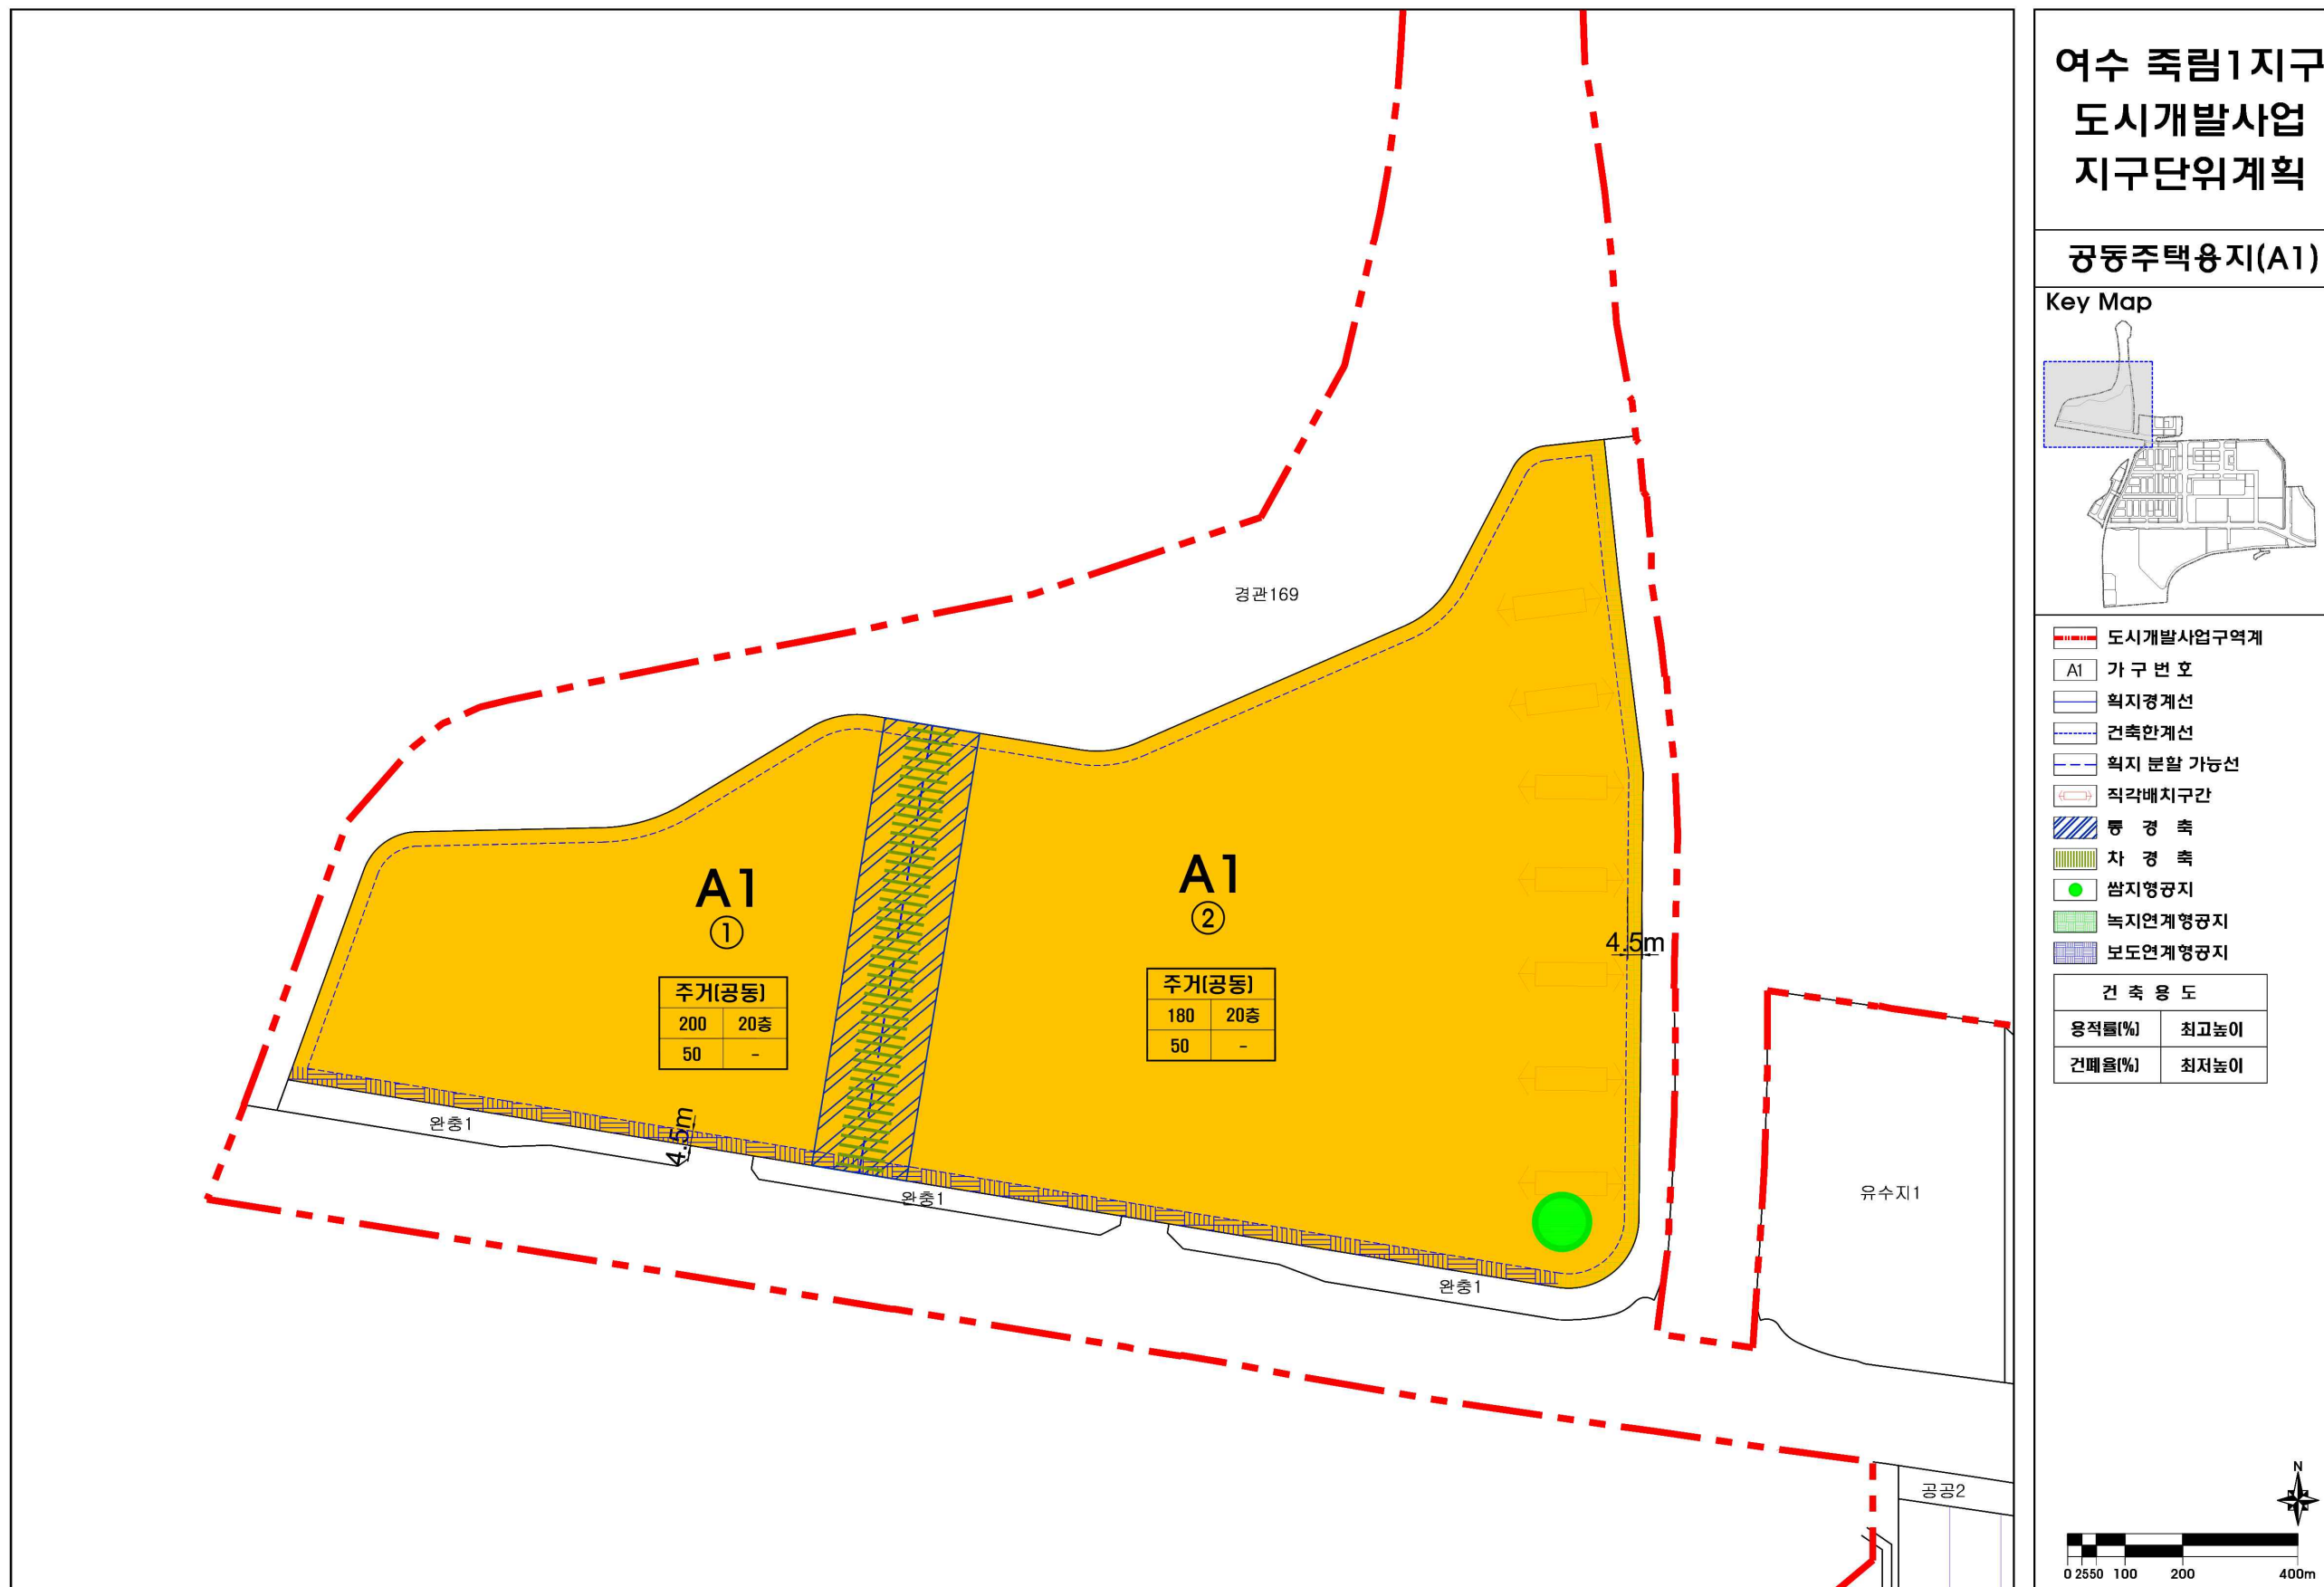 여수 죽림1지구
도시개발사업
지구단위계획
공동주택용지(A1)
Key Map
도시개발사업구역계
A1 가 구 번 호
획지경계선
건축한계선
획지 분할 가능선
직각배치구간
통 경 축
차 경 축
쌈지형공지
녹지연계형공지
보도연계형공지
건 축 용 도
용적률(%) 최고높이
건폐율(%) 최저높이
N
0 25 50 100 200 400m
경관169
A1
①
주거(공동)
200 20층
50 -
A1
②
주거(공동)
180 20층
50 -
4.5m
4.5m
완충1
완충1
완충1
유수지1
공공2